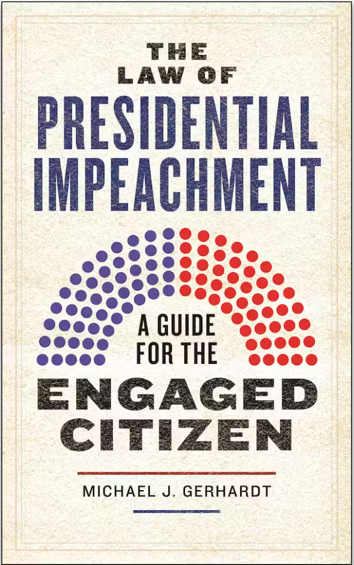 THE
LAW OF
PRESIDENTIAL
IMPEACHMENT
A GUIDE
FOR THE
ENGAGED
CITIZEN
MICHAEL J. GERHARDT